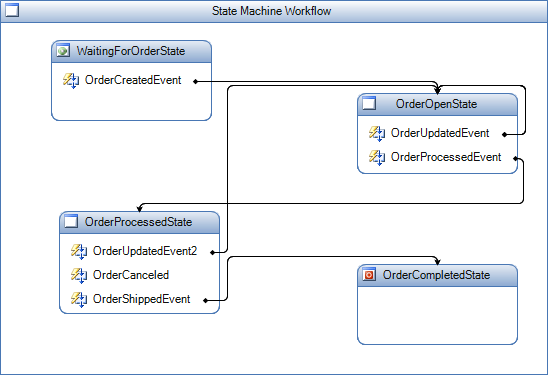 State Machine Workflow
WaitingForOrderState
OrderCreatedEvent
OrderOpenState
OrderUpdatedEvent
OrderProcessedEvent
OrderProcessedState
OrderUpdatedEvent2
OrderCanceled
OrderShippedEvent
OrderCompletedState